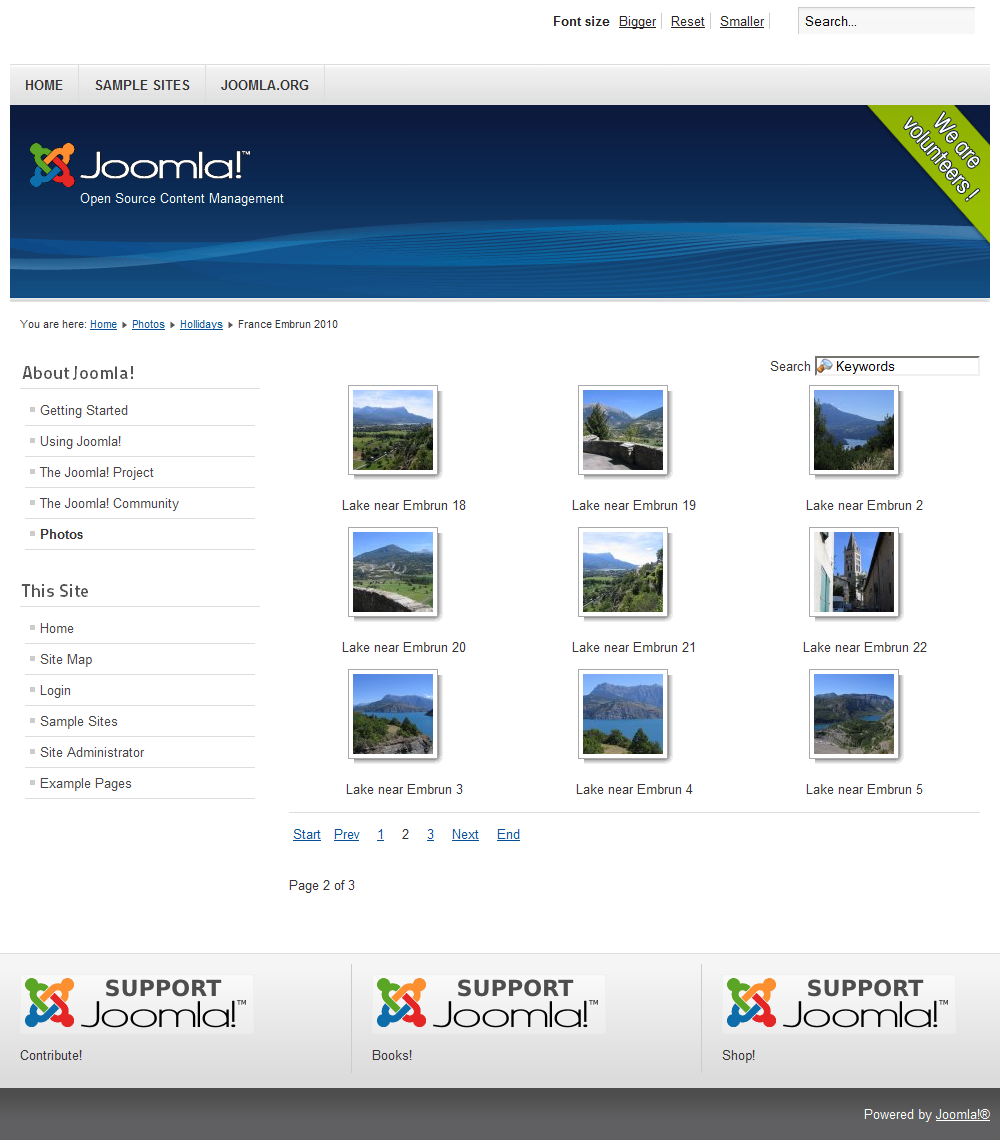 Font size Bigger Reset Smaller Search...
HOME SAMPLE SITES JOOMLA.ORG
We are volunteers !
Joomla!™
Open Source Content Management
You are here: Home Photos Hollidays France Embrun 2010
About Joomla!
Getting Started
Using Joomla!
The Joomla! Project
The Joomla! Community
Photos
This Site
Home
Site Map
Login
Sample Sites
Site Administrator
Example Pages
Search Keywords
Lake near Embrun 18 Lake near Embrun 19 Lake near Embrun 2
Lake near Embrun 20 Lake near Embrun 21 Lake near Embrun 22
Lake near Embrun 3 Lake near Embrun 4 Lake near Embrun 5
Start Prev 1 2 3 Next End
Page 2 of 3
SUPPORT
Joomla!™
Contribute!
SUPPORT
Joomla!™
Books!
SUPPORT
Joomla!™
Shop!
Powered by Joomla!®